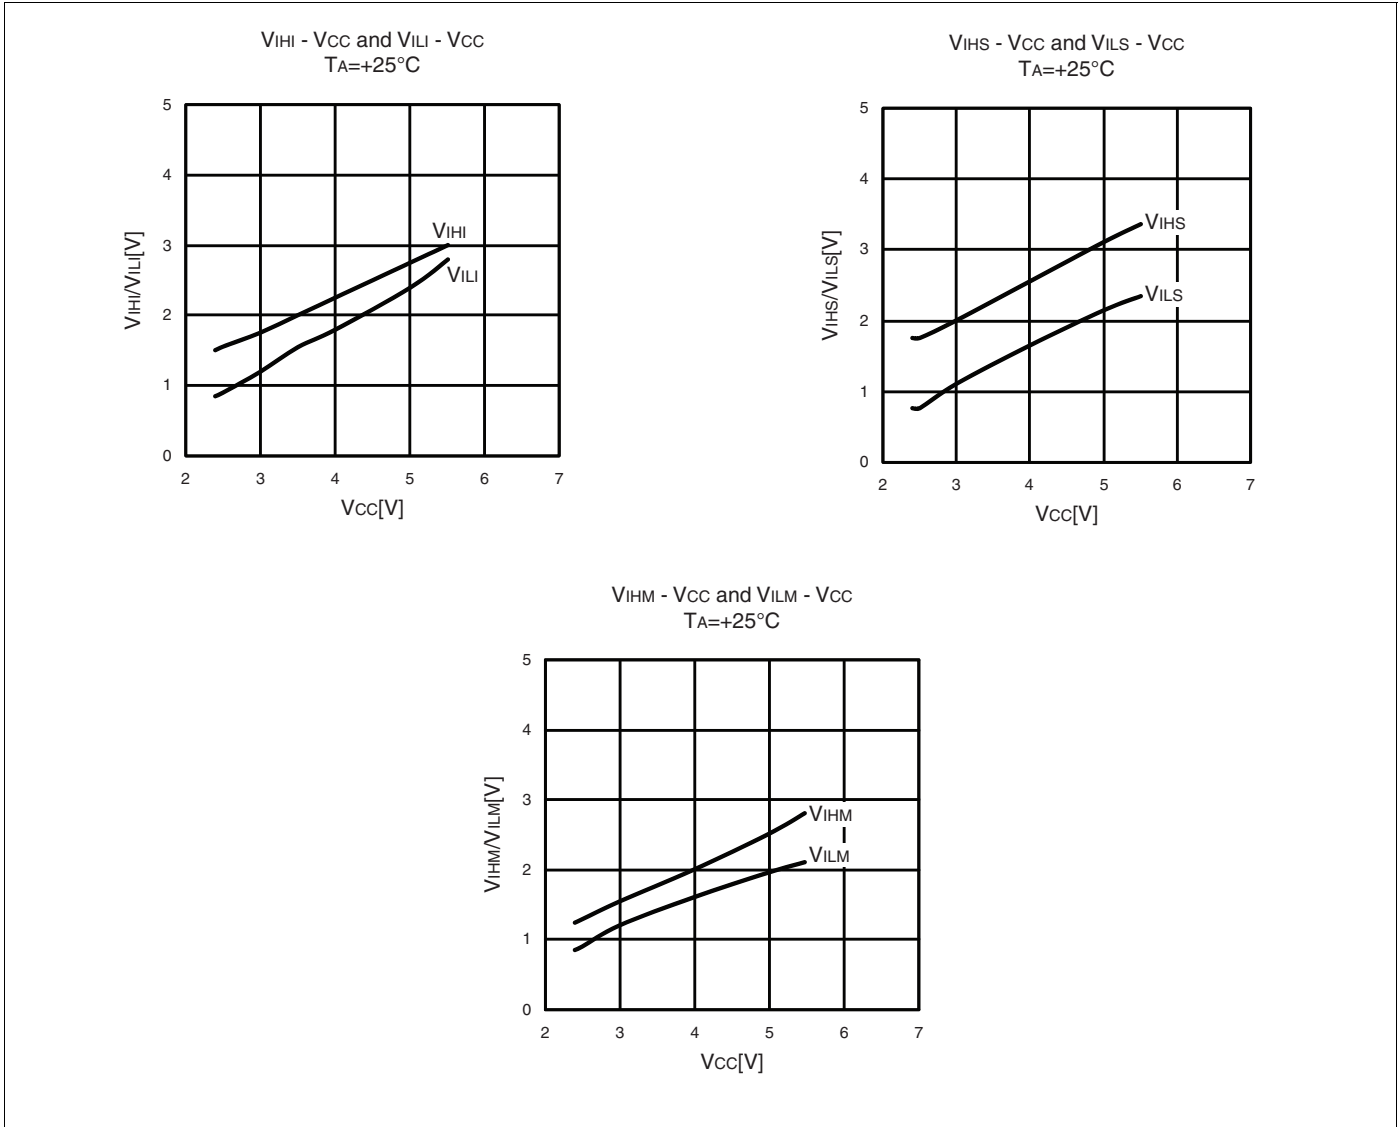 VIHI - VCC and VILI - VCC
TA=+25°C
5
4
3
2
1
0
VIHI/VILI[V]
VIHI
VILI
2 3 4 5 6 7
VCC[V]
VIHS - VCC and VILS - VCC
TA=+25°C
5
4
3
2
1
0
VIHS/VILS[V]
VIHS
VILS
2 3 4 5 6 7
VCC[V]
VIHM - VCC and VILM - VCC
TA=+25°C
5
4
3
2
1
0
VIHM/VILM[V]
VIHM
VILM
2 3 4 5 6 7
VCC[V]